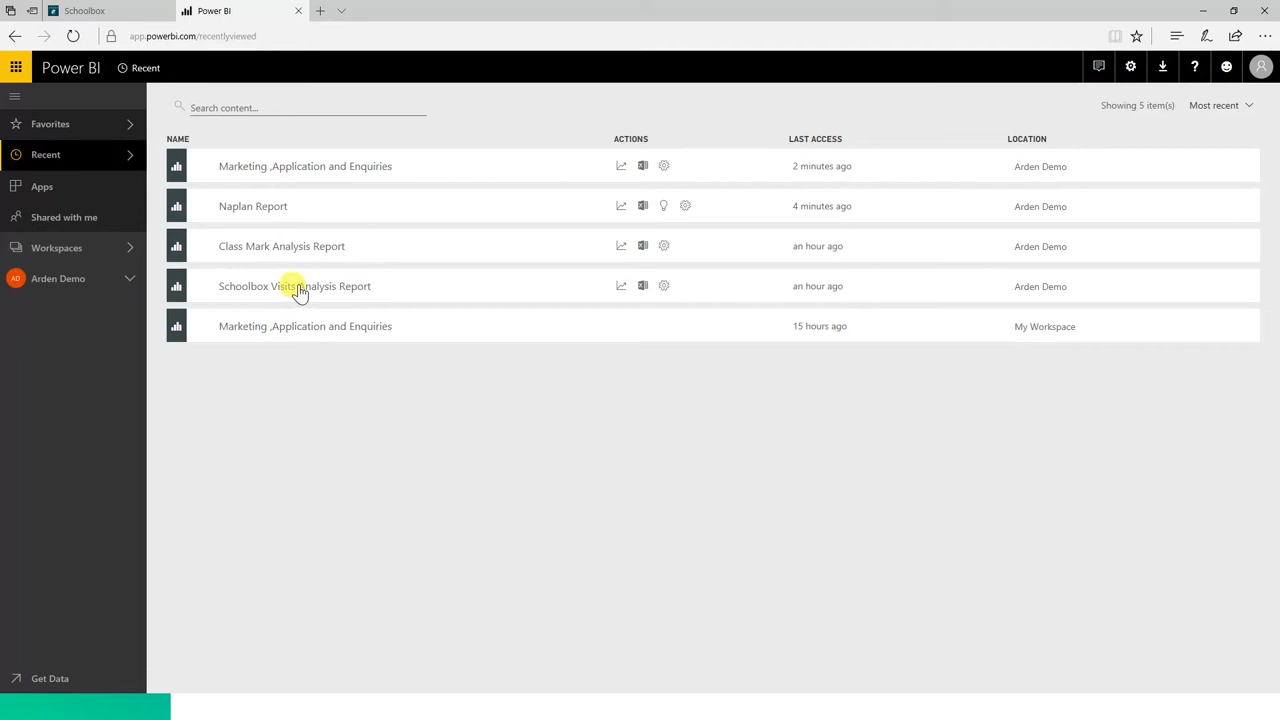 Schoolbox
Power BI
app.powerbi.com/recentlyviewed
Power BI Recent
Favorites
Recent
Apps
Shared with me
Workspaces
AD Arden Demo
Get Data
Search content...
Showing 5 item(s) Most recent
NAME ACTIONS LAST ACCESS LOCATION
Marketing ,Application and Enquiries 2 minutes ago Arden Demo
Naplan Report 4 minutes ago Arden Demo
Class Mark Analysis Report an hour ago Arden Demo
Schoolbox Visits Analysis Report an hour ago Arden Demo
Marketing ,Application and Enquiries 15 hours ago My Workspace